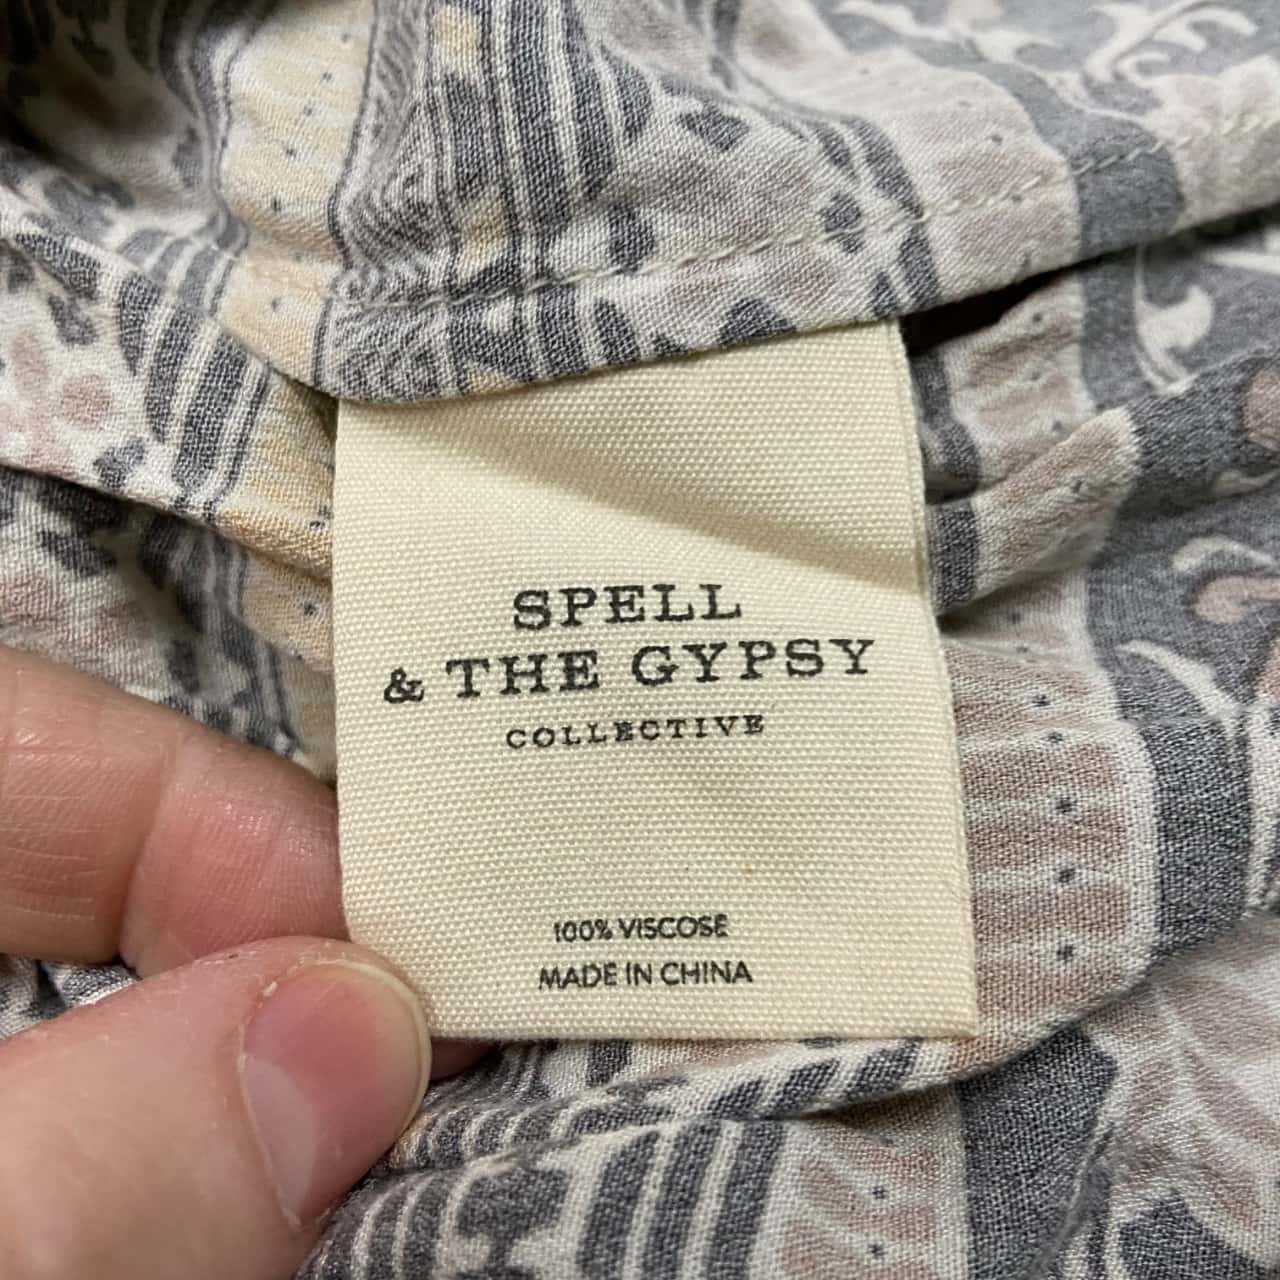 SPELL
& THE GYPSY
COLLECTIVE
100% VISCOSE
MADE IN CHINA